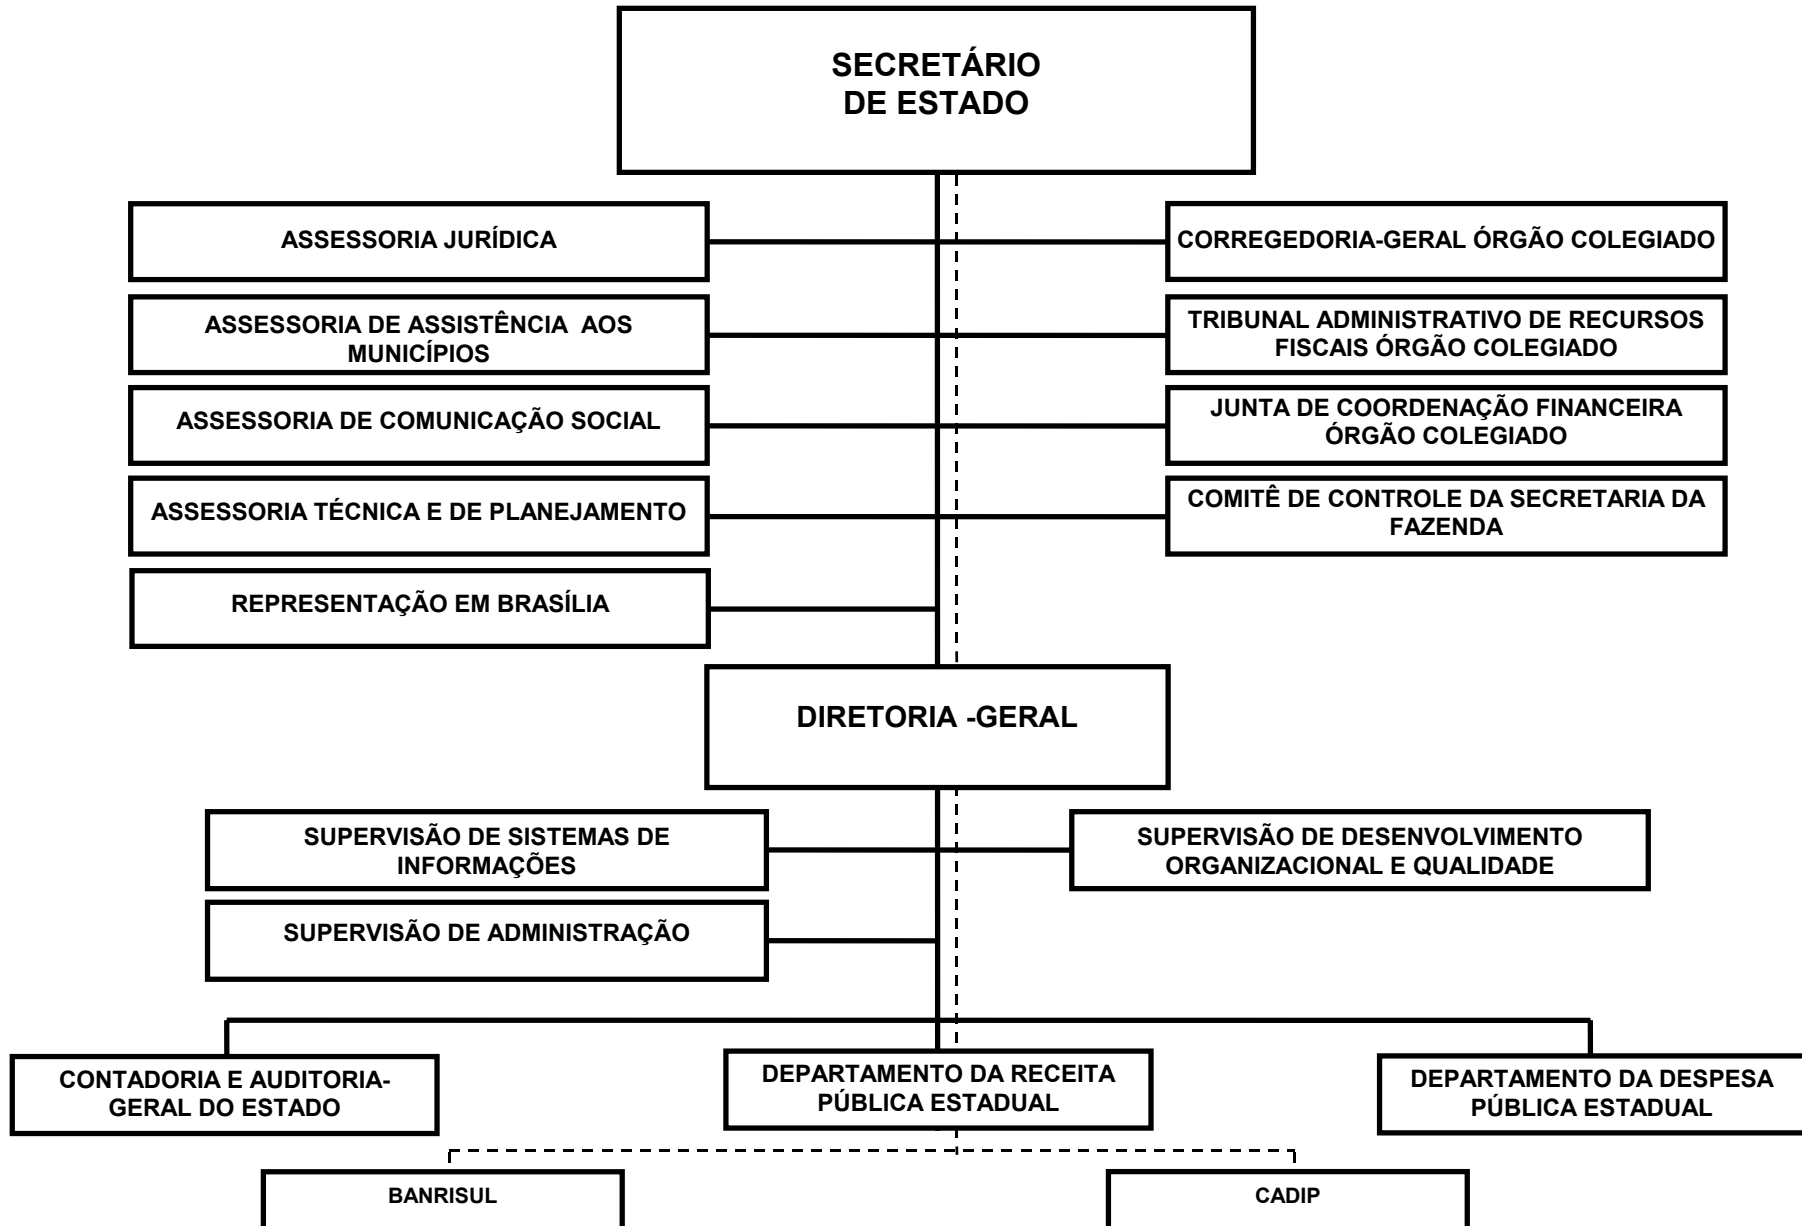 SECRETÁRIO
DE ESTADO
ASSESSORIA JURÍDICA
CORREGEDORIA-GERAL ÓRGÃO COLEGIADO
ASSESSORIA DE ASSISTÊNCIA  AOS
MUNICÍPIOS
TRIBUNAL ADMINISTRATIVO DE RECURSOS
FISCAIS ÓRGÃO COLEGIADO
ASSESSORIA DE COMUNICAÇÃO SOCIAL
JUNTA DE COORDENAÇÃO FINANCEIRA
ÓRGÃO COLEGIADO
ASSESSORIA TÉCNICA E DE PLANEJAMENTO
COMITÊ DE CONTROLE DA SECRETARIA DA
FAZENDA
REPRESENTAÇÃO EM BRASÍLIA
DIRETORIA -GERAL
SUPERVISÃO DE SISTEMAS DE
INFORMAÇÕES
SUPERVISÃO DE DESENVOLVIMENTO
ORGANIZACIONAL E QUALIDADE
SUPERVISÃO DE ADMINISTRAÇÃO
CONTADORIA E AUDITORIA-
GERAL DO ESTADO
DEPARTAMENTO DA RECEITA
PÚBLICA ESTADUAL
DEPARTAMENTO DA DESPESA
PÚBLICA ESTADUAL
BANRISUL
CADIP